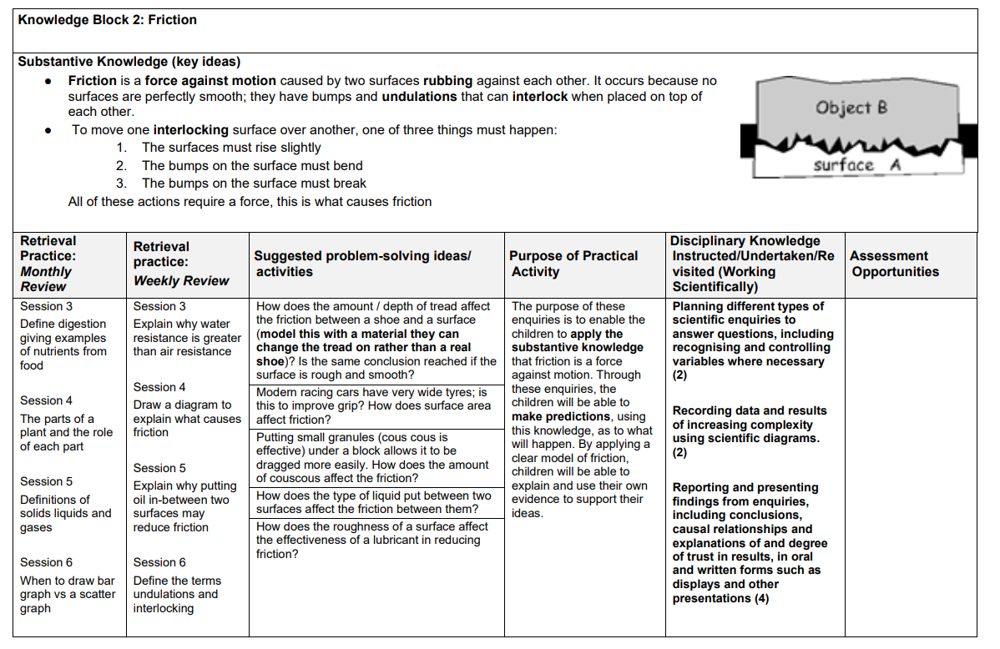 Knowledge Block 2: Friction
Substantive Knowledge (key ideas)
● Friction is a force against motion caused by two surfaces rubbing against each other. It occurs because no
surfaces are perfectly smooth; they have bumps and undulations that can interlock when placed on top of
each other.
● To move one interlocking surface over another, one of three things must happen:
1. The surfaces must rise slightly
2. The bumps on the surface must bend
3. The bumps on the surface must break
All of these actions require a force, this is what causes friction
Object B
surface A
Retrieval
Practice:
Monthly
Review
Retrieval
practice:
Weekly Review
Suggested problem-solving ideas/
activities
Purpose of Practical
Activity
Disciplinary Knowledge
Instructed/Undertaken/Re
visited (Working
Scientifically)
Assessment
Opportunities
Session 3
Define digestion
giving examples
of nutrients from
food
Session 4
The parts of a
plant and the role
of each part
Session 5
Definitions of
solids liquids and
gases
Session 6
When to draw bar
graph vs a scatter
graph
Session 3
Explain why water
resistance is greater
than air resistance
Session 4
Draw a diagram to
explain what causes
friction
Session 5
Explain why putting
oil in-between two
surfaces may
reduce friction
Session 6
Define the terms
undulations and
interlocking
How does the amount / depth of tread affect
the friction between a shoe and a surface
(model this with a material they can
change the tread on rather than a real
shoe)? Is the same conclusion reached if the
surface is rough and smooth?
Modern racing cars have very wide tyres; is
this to improve grip? How does surface area
affect friction?
Putting small granules (cous cous is
effective) under a block allows it to be
dragged more easily. How does the amount
of couscous affect the friction?
How does the type of liquid put between two
surfaces affect the friction between them?
How does the roughness of a surface affect
the effectiveness of a lubricant in reducing
friction?
The purpose of these
enquiries is to enable the
children to apply the
substantive knowledge
that friction is a force
against motion. Through
these enquiries, the
children will be able to
make predictions, using
this knowledge, as to what
will happen. By applying a
clear model of friction,
children will be able to
explain and use their own
evidence to support their
ideas.
Planning different types of
scientific enquiries to
answer questions, including
recognising and controlling
variables where necessary
(2)
Recording data and results
of increasing complexity
using scientific diagrams.
(2)
Reporting and presenting
findings from enquiries,
including conclusions,
causal relationships and
explanations of and degree
of trust in results, in oral
and written forms such as
displays and other
presentations (4)